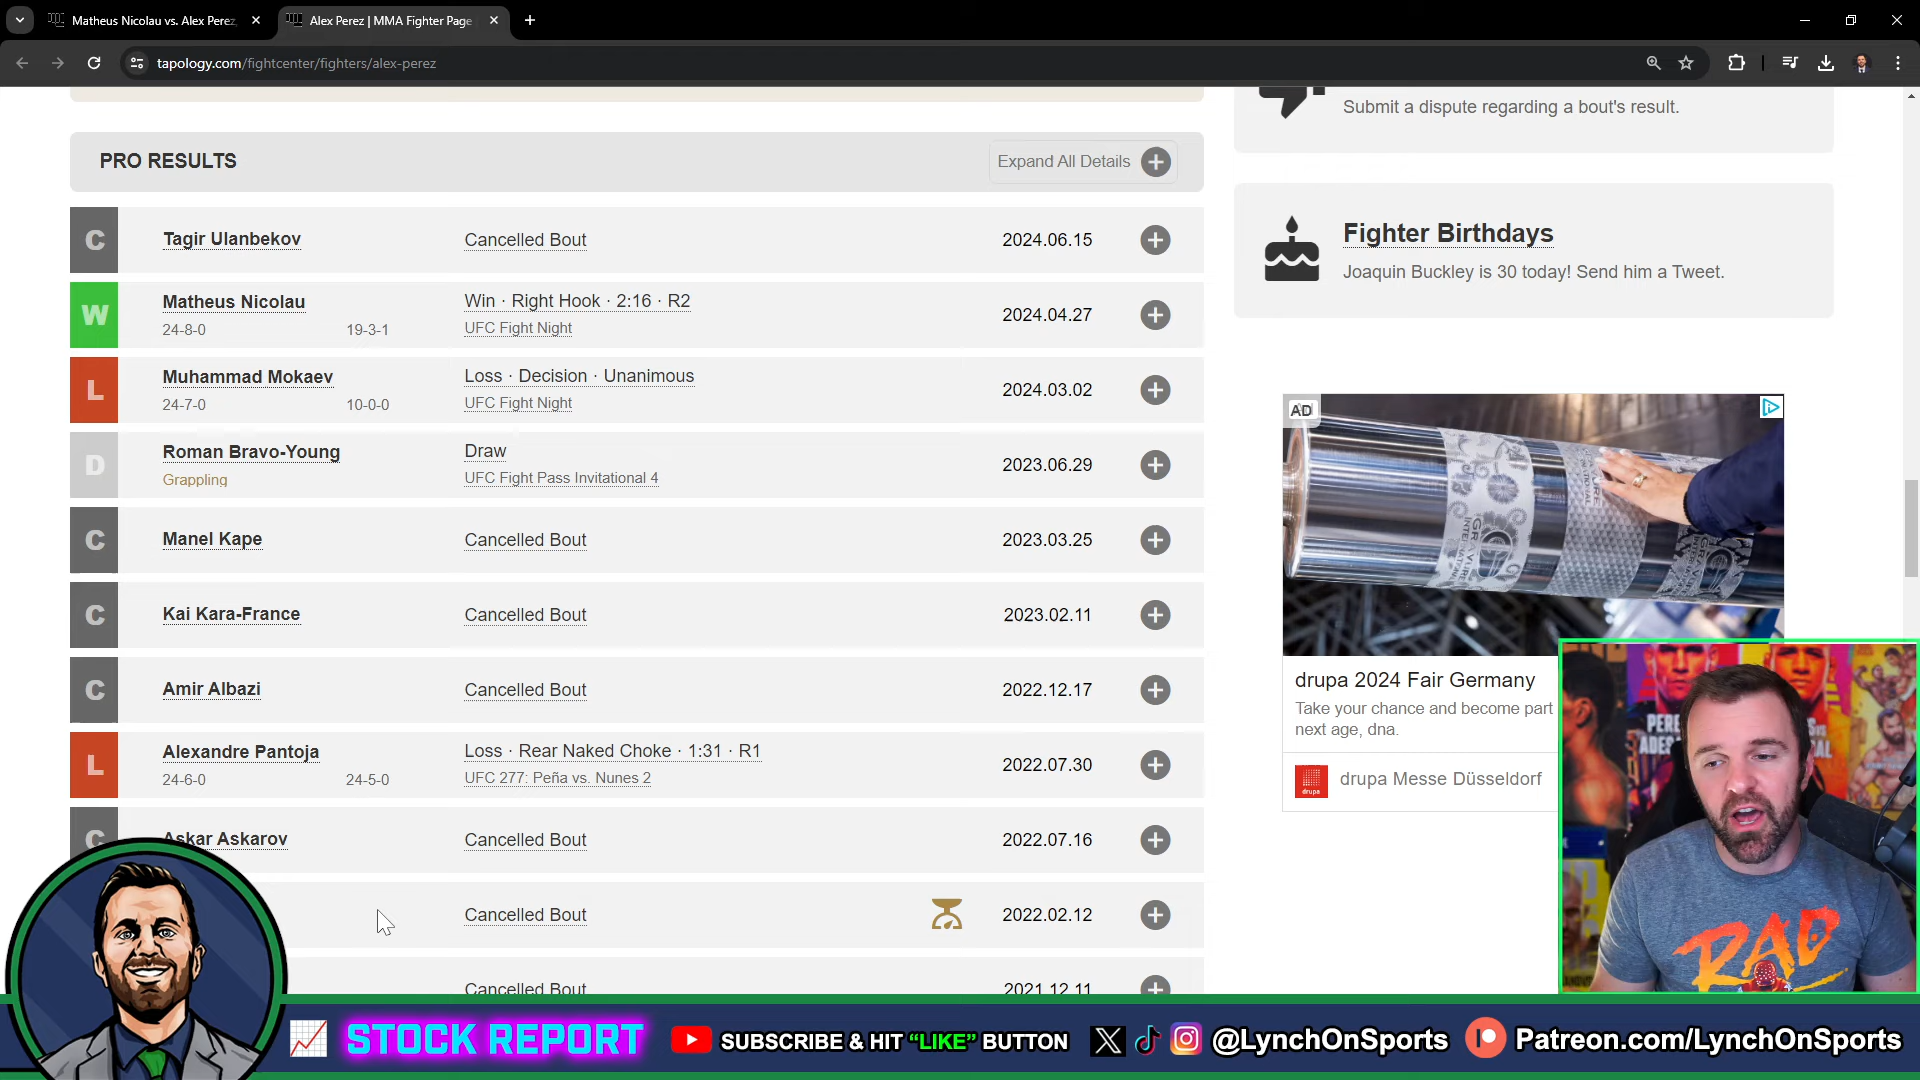 Matheus Nicolau vs. Alex Perez,
Alex Perez | MMA Fighter Page
tapology.com/fightcenter/fighters/alex-perez
Submit a dispute regarding a bout's result.
PRO RESULTS
Expand All Details
C
Tagir Ulanbekov
Cancelled Bout
2024.06.15
W
Matheus Nicolau
24-8-0
19-3-1
Win · Right Hook · 2:16 · R2
UFC Fight Night
2024.04.27
L
Muhammad Mokaev
24-7-0
10-0-0
Loss · Decision · Unanimous
UFC Fight Night
2024.03.02
D
Roman Bravo-Young
Grappling
Draw
UFC Fight Pass Invitational 4
2023.06.29
C
Manel Kape
Cancelled Bout
2023.03.25
C
Kai Kara-France
Cancelled Bout
2023.02.11
C
Amir Albazi
Cancelled Bout
2022.12.17
L
Alexandre Pantoja
24-6-0
24-5-0
Loss · Rear Naked Choke · 1:31 · R1
UFC 277: Peña vs. Nunes 2
2022.07.30
C
Askar Askarov
Cancelled Bout
2022.07.16
Cancelled Bout
2022.02.12
Cancelled Bout
2021.12.11
Fighter Birthdays
Joaquin Buckley is 30 today! Send him a Tweet.
AD
drupa 2024 Fair Germany
Take your chance and become part
next age, dna.
drupa
drupa Messe Düsseldorf
RAD
STOCK REPORT
SUBSCRIBE & HIT “LIKE” BUTTON
@LynchOnSports
Patreon.com/LynchOnSports